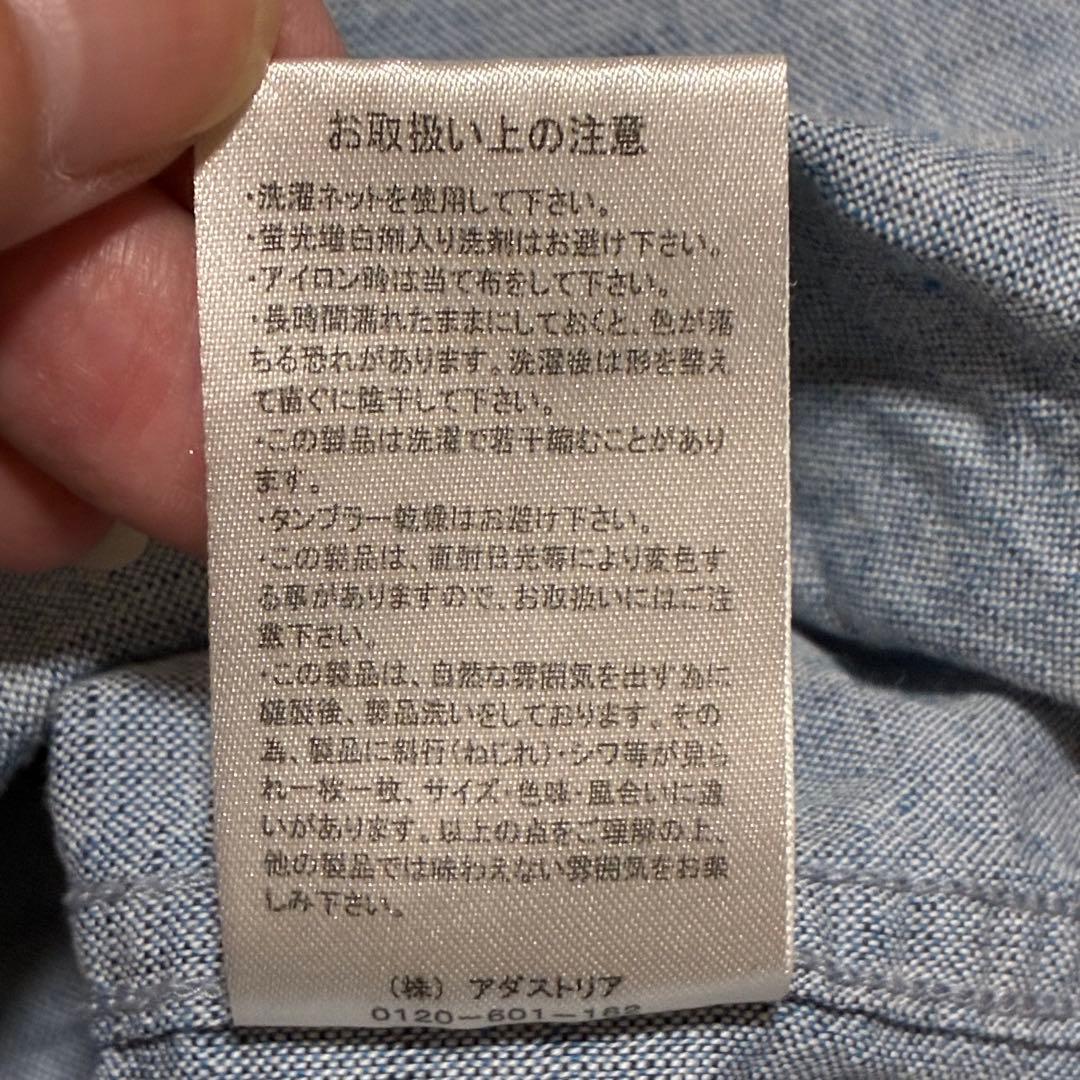 お取扱い上の注意
・洗濯ネットを使用して下さい。
・蛍光増白剤入り洗剤はお避け下さい。
・アイロン時は当て布をして下さい。
・長時間濡れたままにしておくと、色が落
ちる恐れがあります。洗濯後は形を整え
て直ぐに陰干して下さい。
・この製品は洗濯で若干縮むことがあり
ます。
・タンブラー乾燥はお避け下さい。
・この製品は、直射日光等により変色す
る事がありますので、お取扱いにはご注
意下さい。
・この製品は、自然な雰囲気を出す為に
縫製後、製品洗いをしております。その
為、製品に斜行(ねじれ)・シワ等が見ら
れ一枚一枚、サイズ・色味・風合いに違
いがあります。以上の点をご理解の上、
他の製品では味わえない雰囲気をお楽
しみ下さい。
(株) アダストリア
0120-601-162